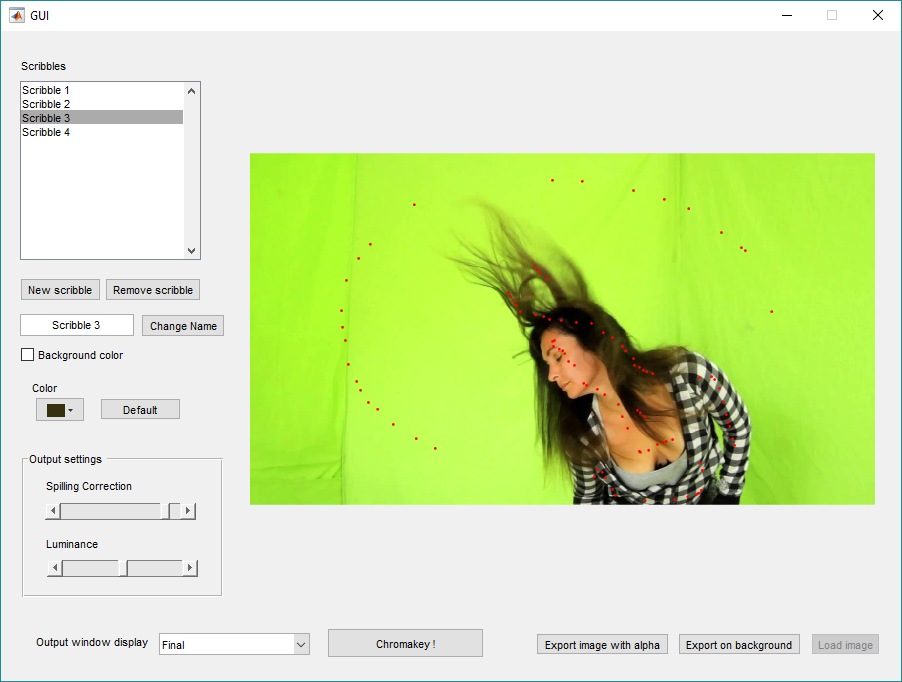 GUI
Scribbles
Scribble 1
Scribble 2
Scribble 3
Scribble 4
New scribble
Remove scribble
Scribble 3
Change Name
Background color
Color
Default
Output settings
Spilling Correction
Luminance
Output window display
Final
Chromakey !
Export image with alpha
Export on background
Load image